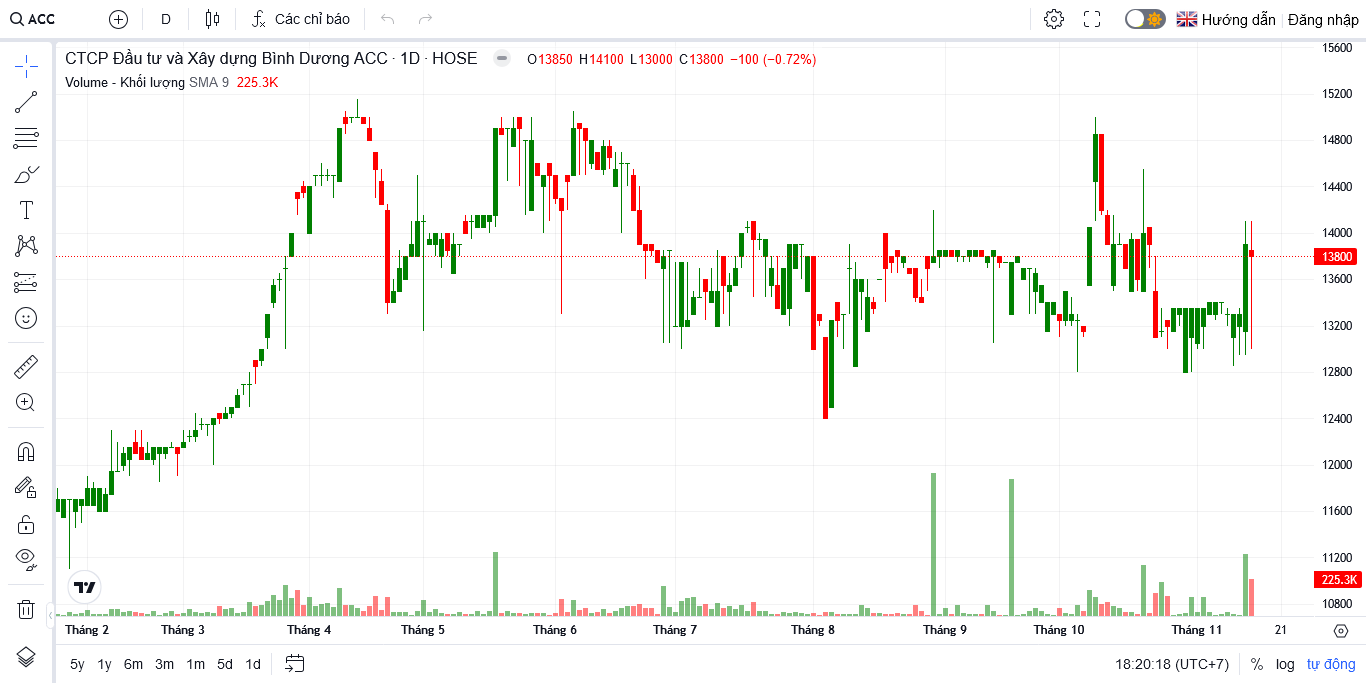 ACC D Các chỉ báo Hướng dẫn Đăng nhập
CTCP Đầu tư và Xây dựng Bình Dương ACC · 1D · HOSE O13850 H14100 L13000 C13800 −100 (−0.72%)
Volume - Khối lượng SMA 9 225.3K
15600
15200
14800
14400
14000
13800
13600
13200
12800
12400
12000
11600
11200
225.3K
10800
Tháng 2 Tháng 3 Tháng 4 Tháng 5 Tháng 6 Tháng 7 Tháng 8 Tháng 9 Tháng 10 Tháng 11 21
5y 1y 6m 3m 1m 5d 1d 18:20:18 (UTC+7) % log tự động